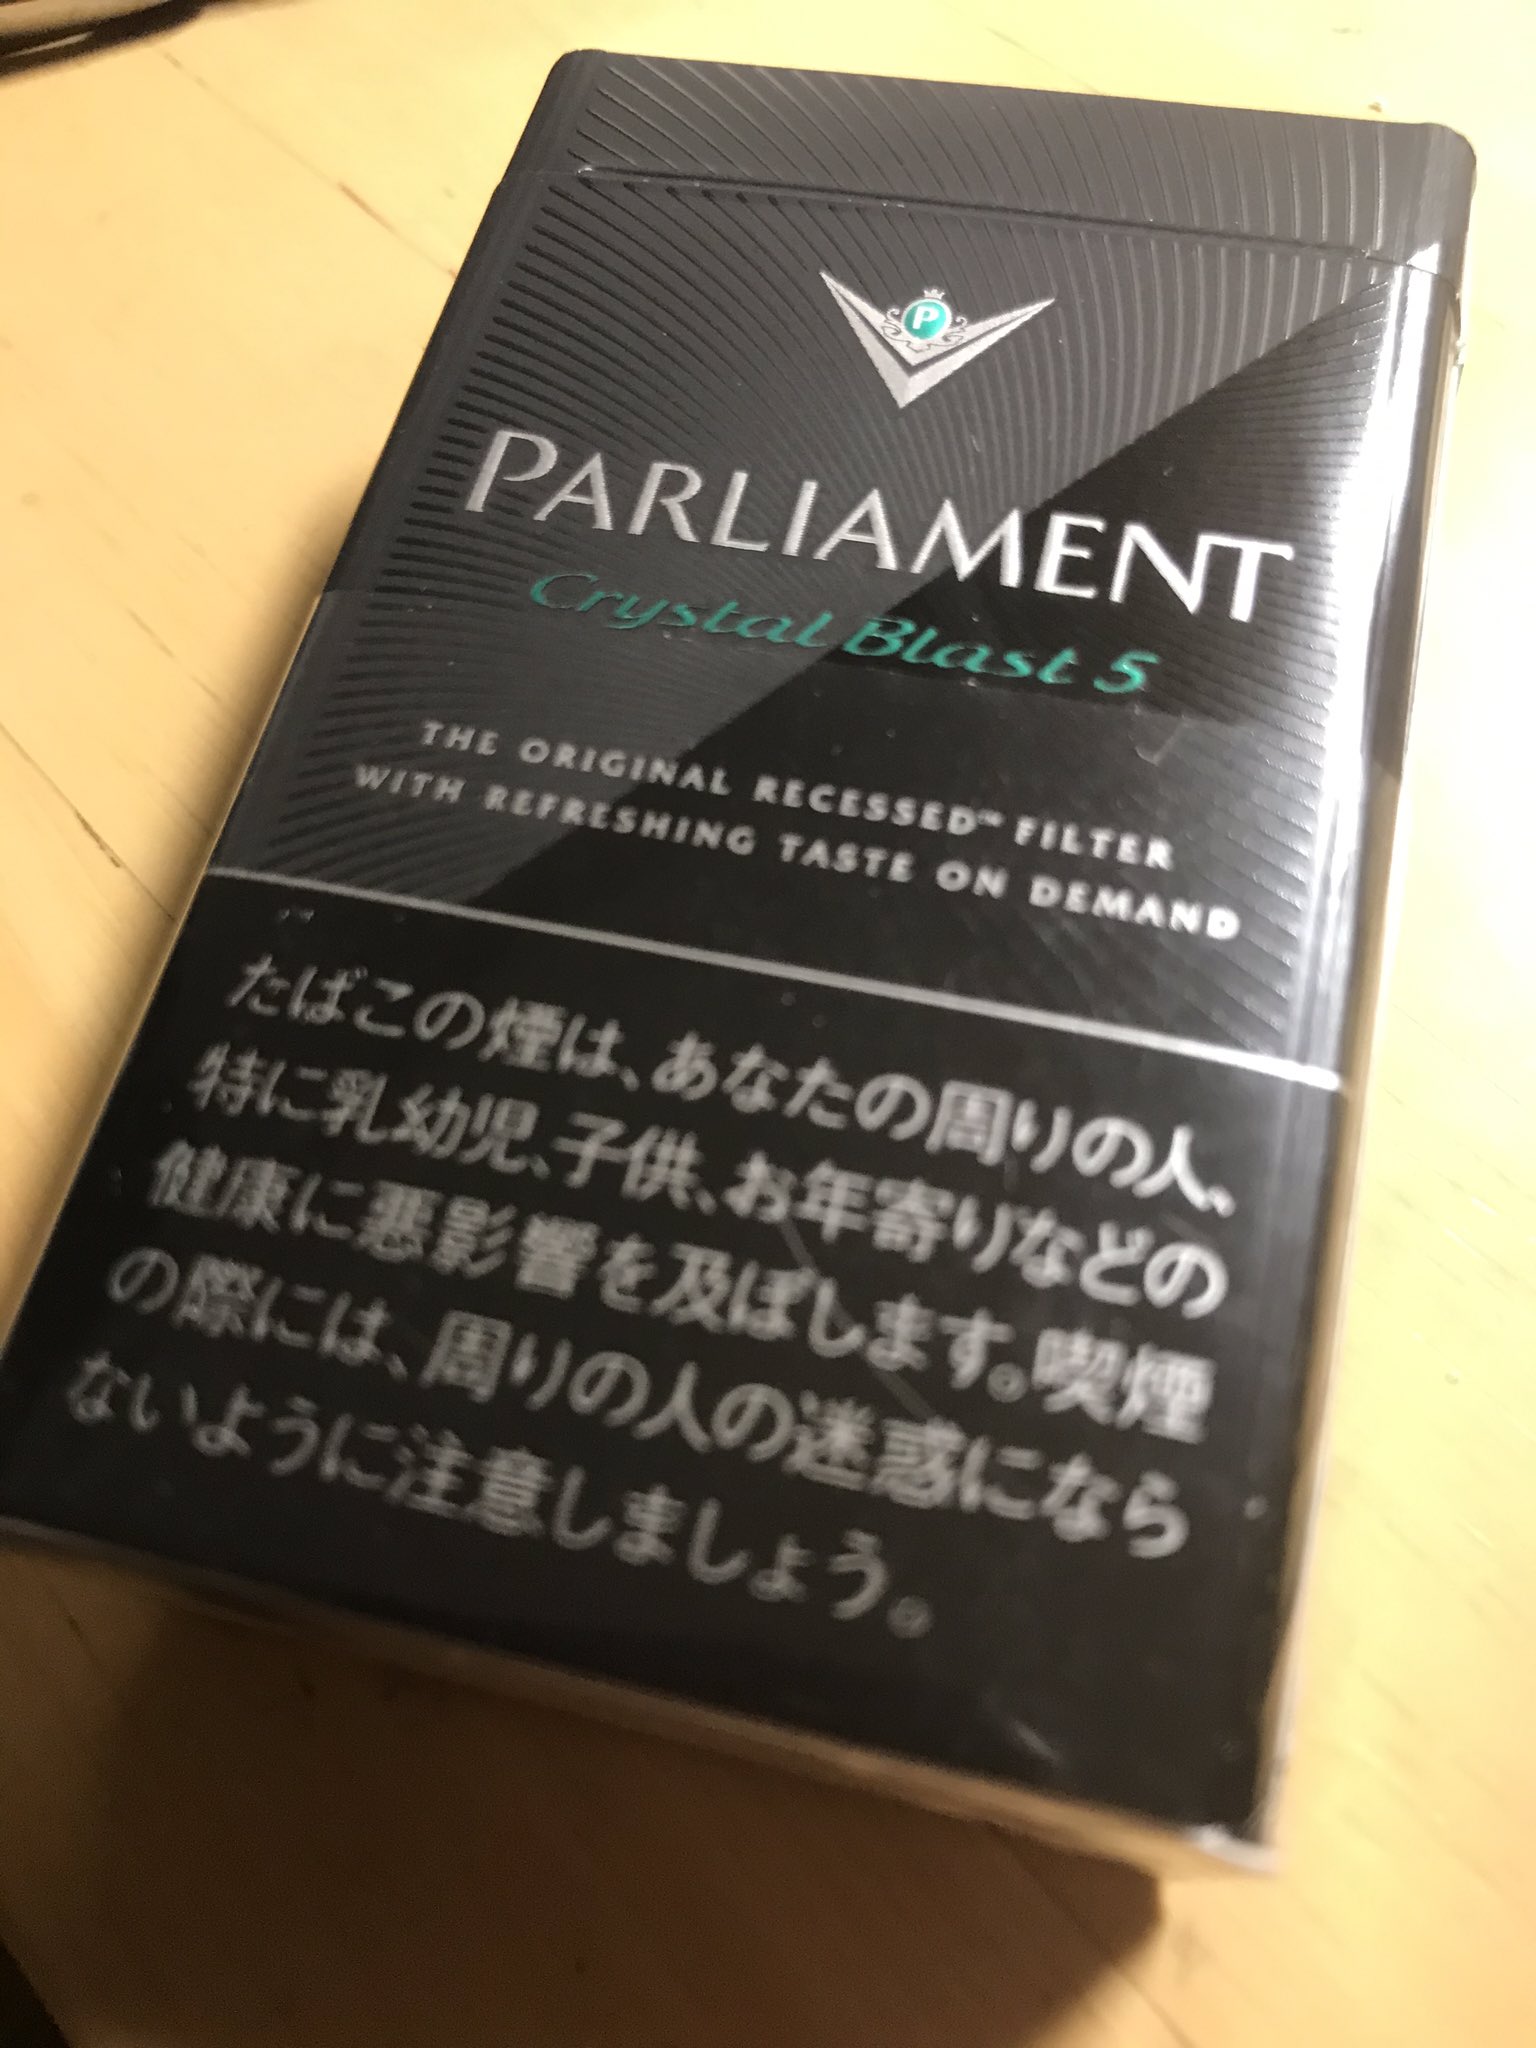 P
PARLIAMENT
Crystal Blast 5
THE ORIGINAL RECESSED™ FILTER
WITH REFRESHING TASTE ON DEMAND
たばこの煙は、あなたの周りの人、
特に乳幼児、子供、お年寄りなどの
健康に悪影響を及ぼします。喫煙
の際には、周りの人の迷惑になら
ないように注意しましょう。